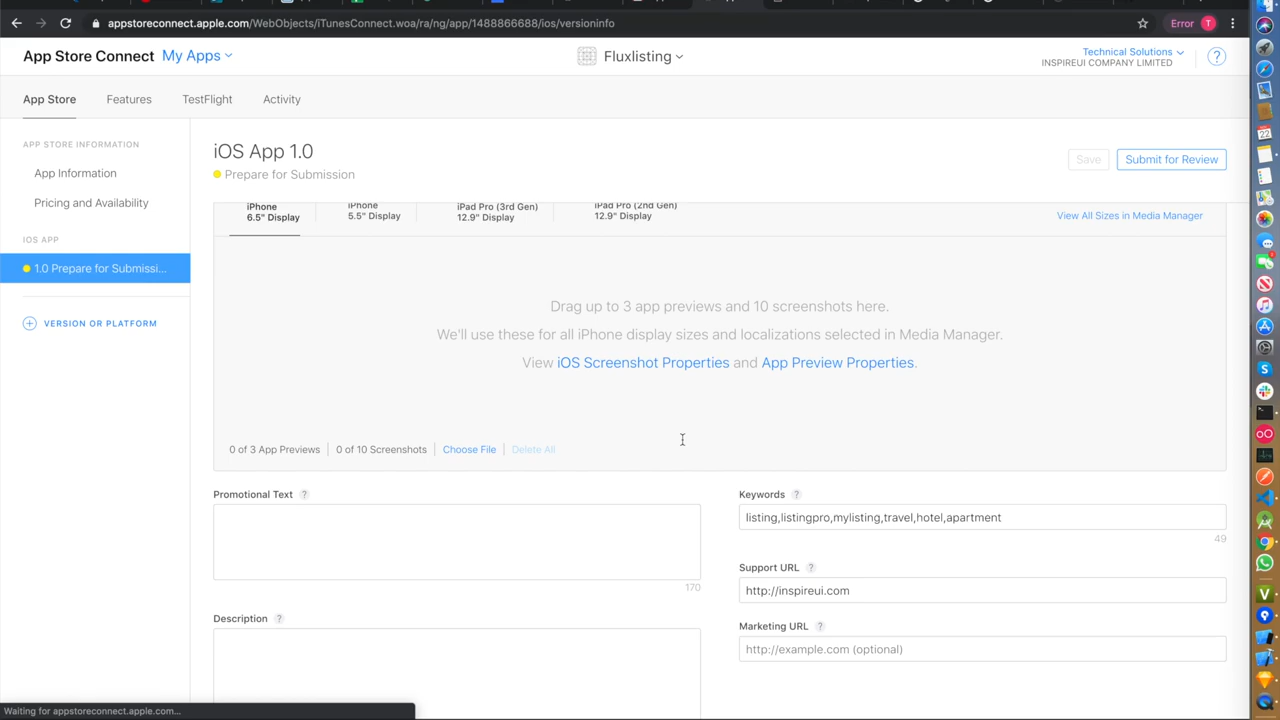 appstoreconnect.apple.com/WebObjects/iTunesConnect.woa/ra/ng/app/1488866688/ios/versioninfo
Error T
App Store Connect My Apps
Fluxlisting
Technical Solutions
INSPIREUI COMPANY LIMITED
?
App Store Features TestFlight Activity
APP STORE INFORMATION
App Information
Pricing and Availability
IOS APP
1.0 Prepare for Submissi...
+ VERSION OR PLATFORM
iOS App 1.0
Prepare for Submission
Save
Submit for Review
iPhone
6.5" Display
iPhone
5.5" Display
iPad Pro (3rd Gen)
12.9" Display
iPad Pro (2nd Gen)
12.9" Display
View All Sizes in Media Manager
Drag up to 3 app previews and 10 screenshots here.
We'll use these for all iPhone display sizes and localizations selected in Media Manager.
View iOS Screenshot Properties and App Preview Properties.
0 of 3 App Previews 0 of 10 Screenshots Choose File Delete All
Promotional Text ?
170
Description ?
Keywords ?
listing,listingpro,mylisting,travel,hotel,apartment
49
Support URL ?
http://inspireui.com
Marketing URL ?
http://example.com (optional)
Waiting for appstoreconnect.apple.com...
22